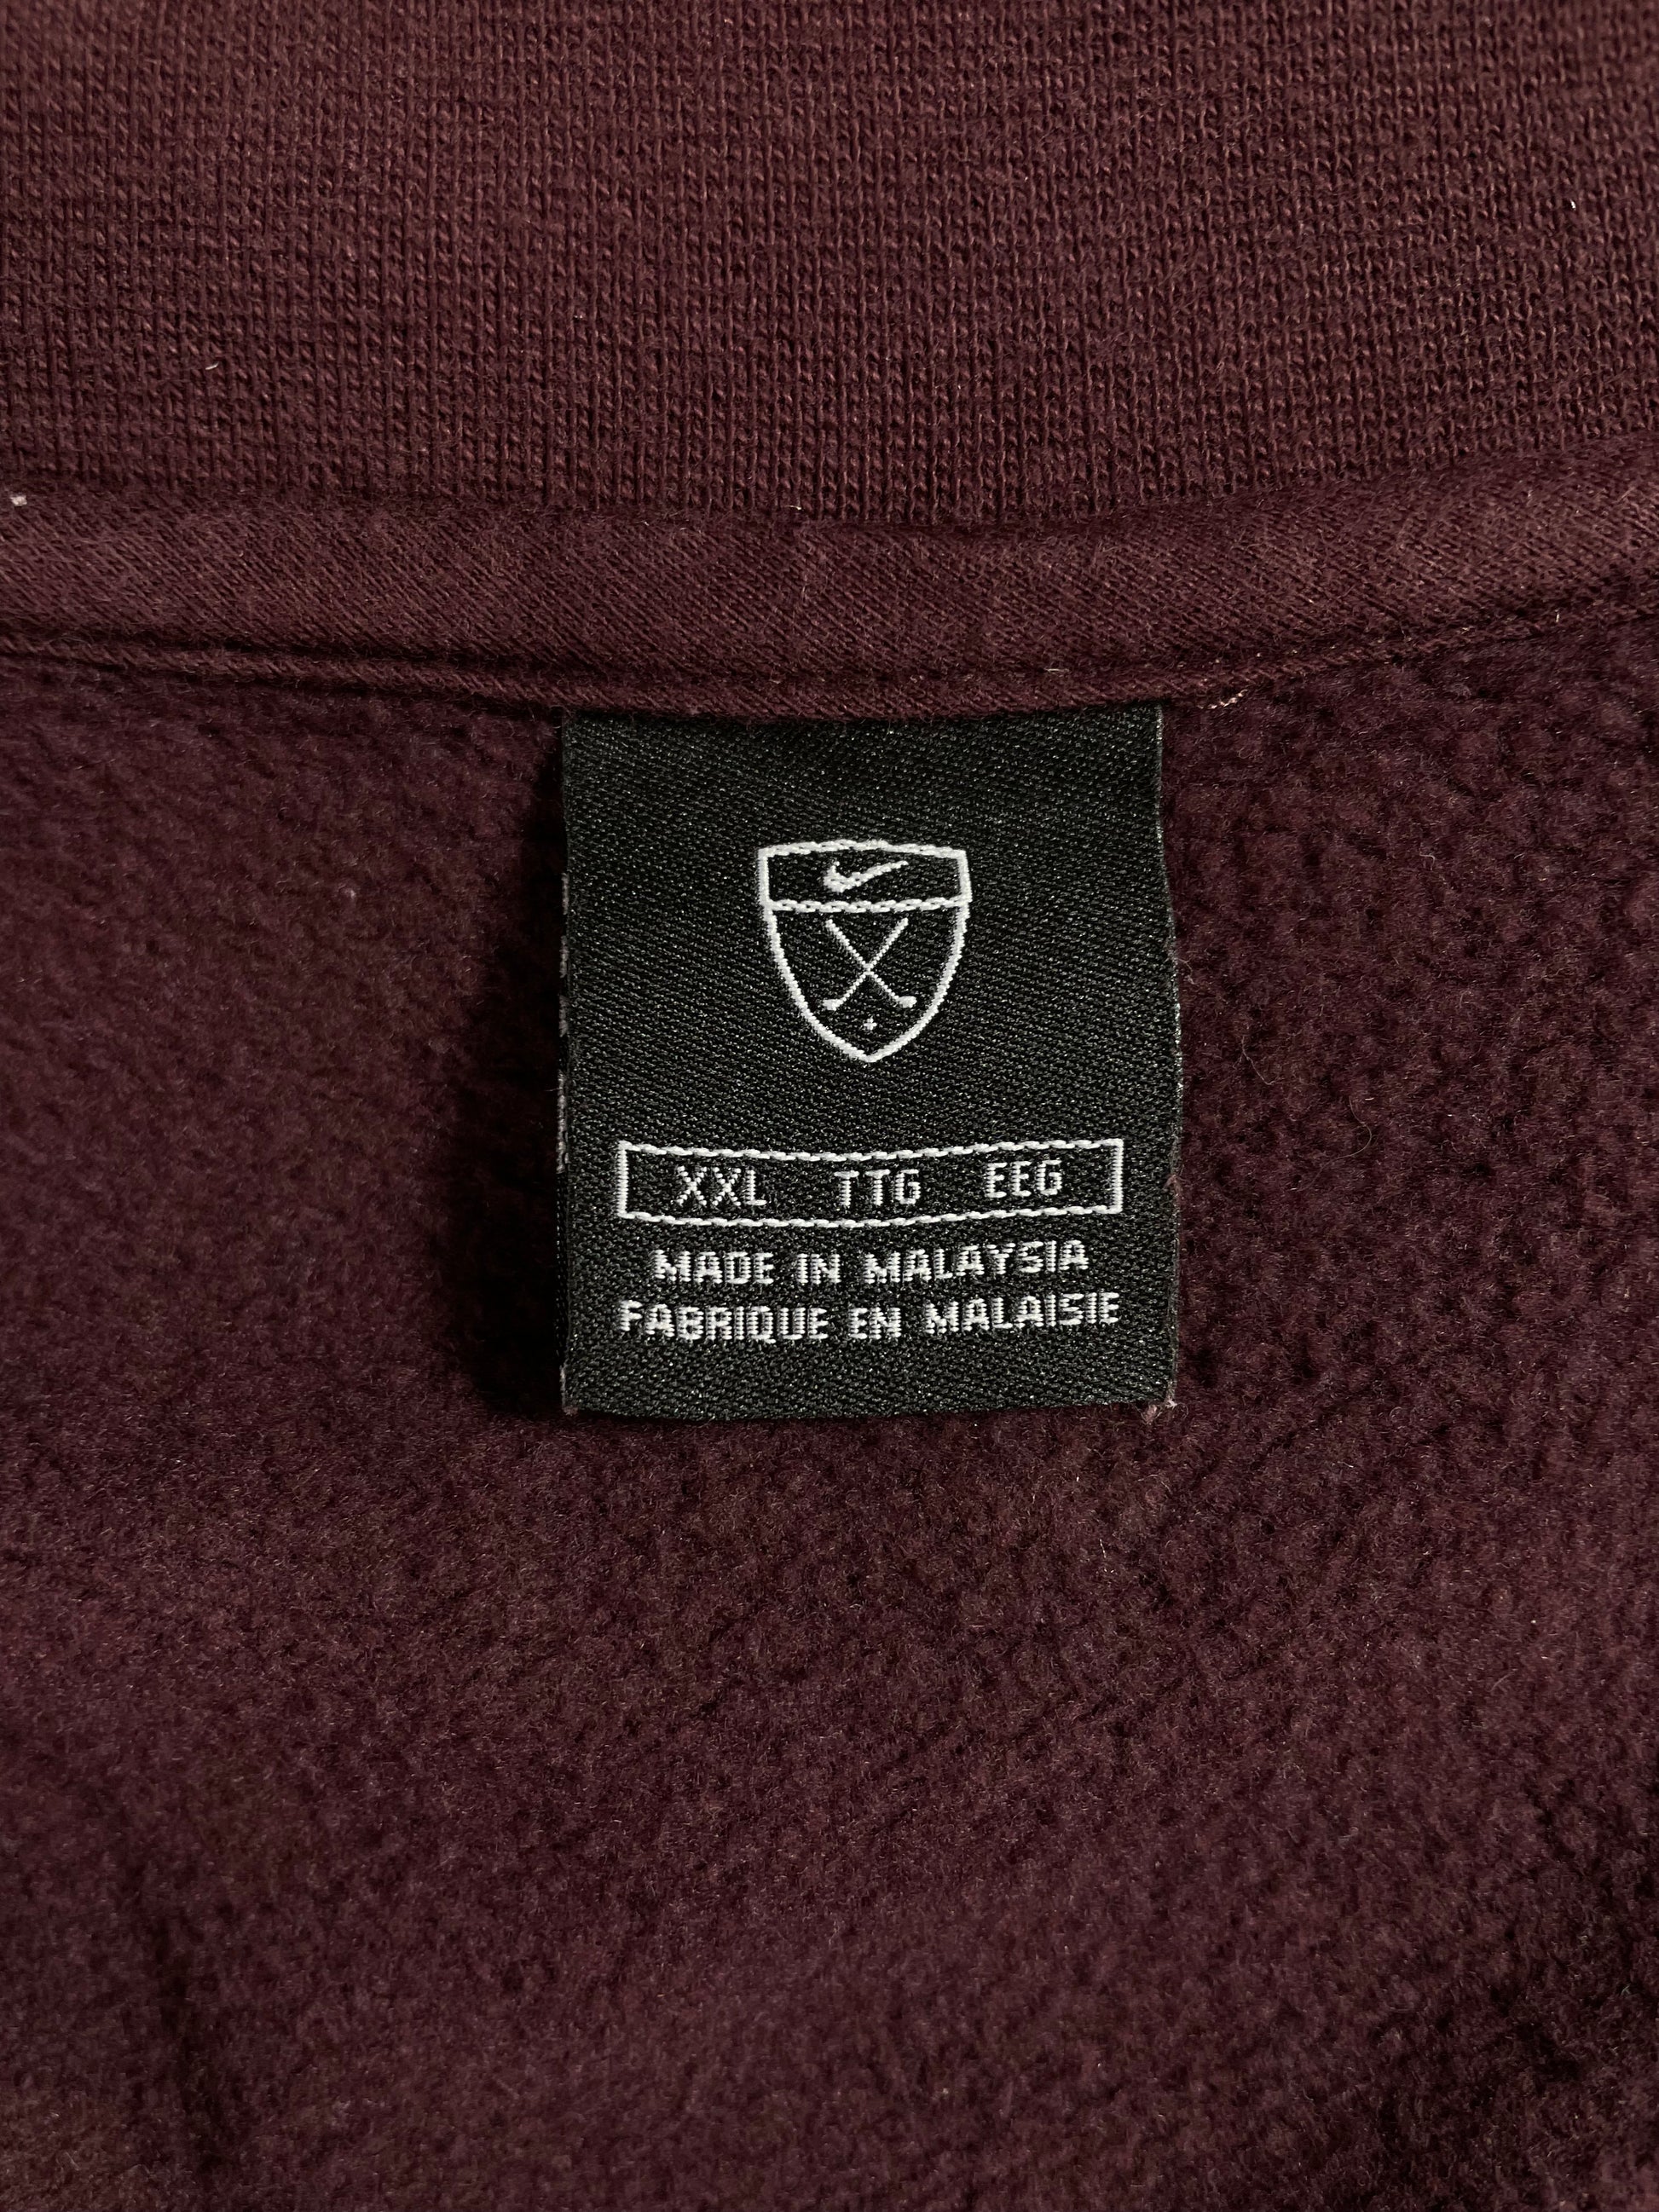 XXL TTG EEG
MADE IN MALAYSIA
FABRIQUE EN MALAISIE